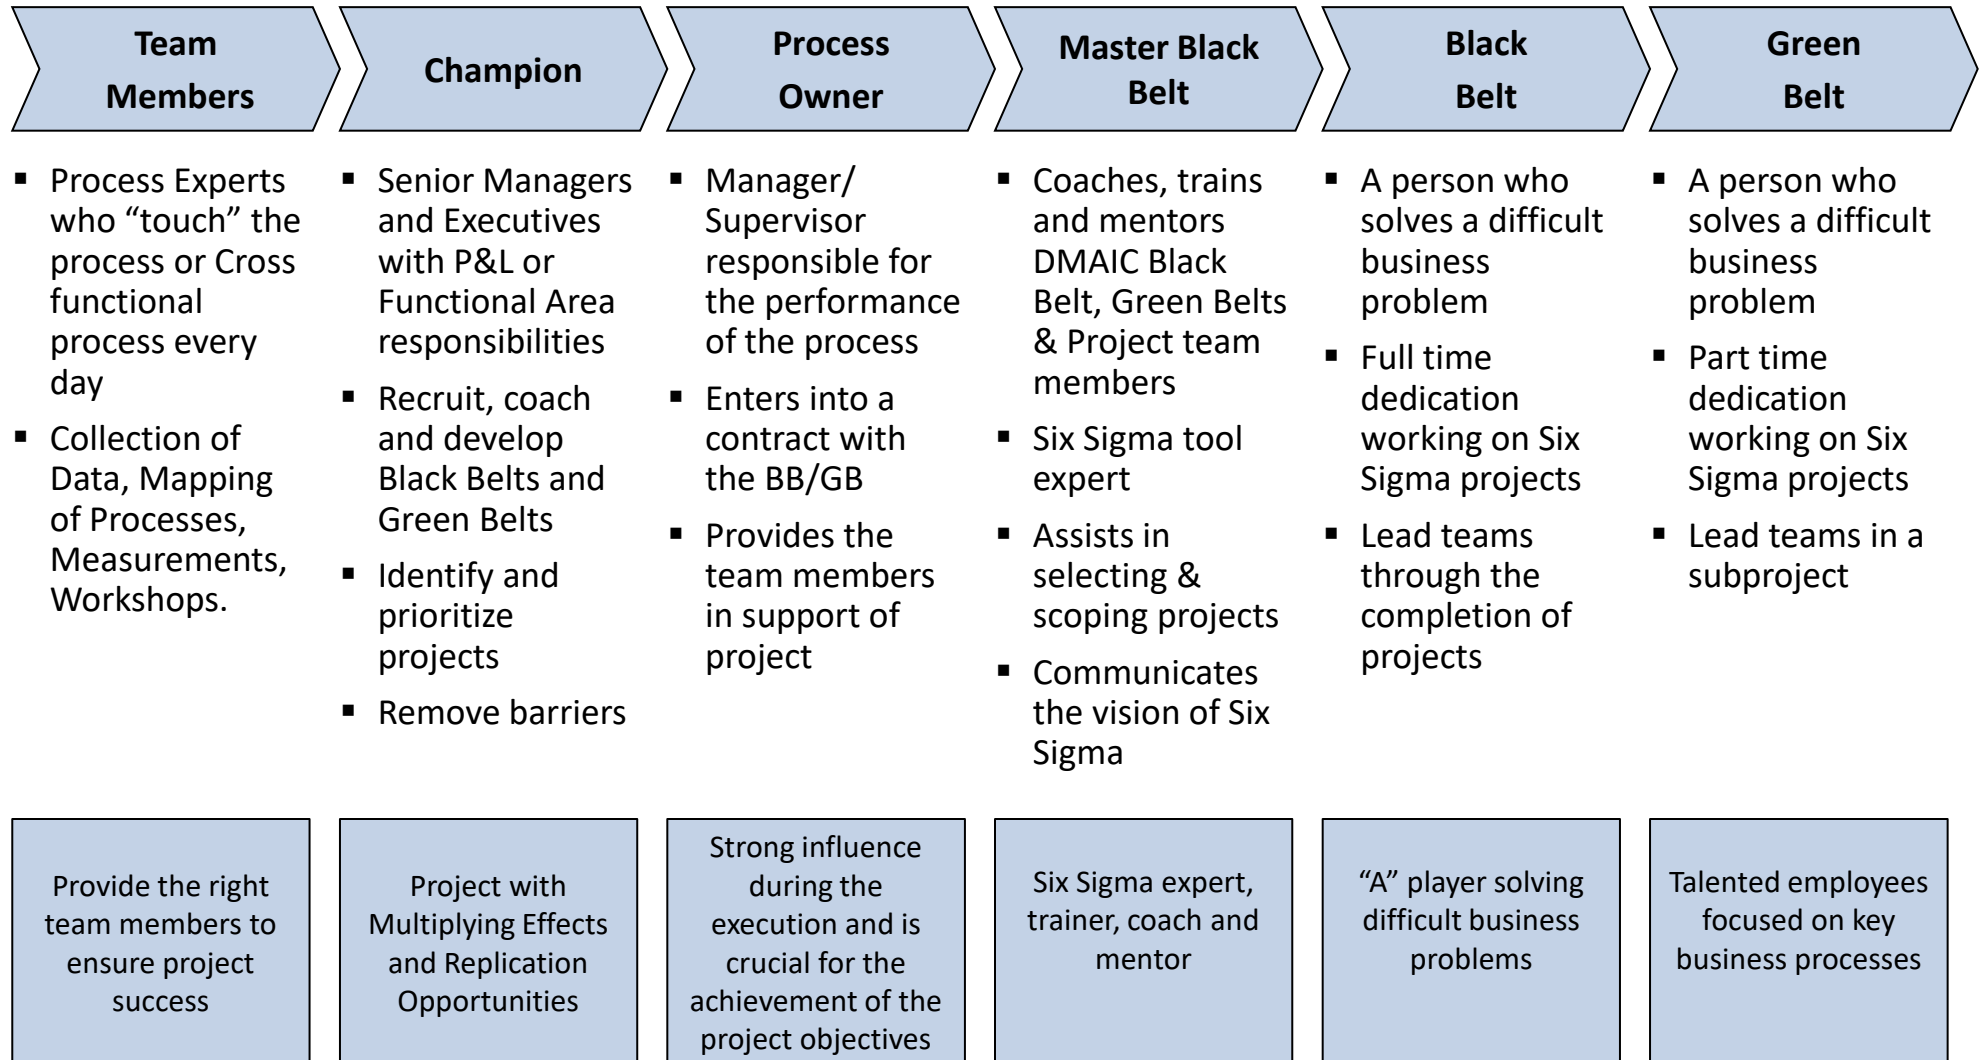 Team
Members
Champion
Process
Owner
Master Black
Belt
Black
Belt
Green
Belt
▪ Process Experts
who “touch” the
process or Cross
functional
process every
day
▪ Collection of
Data, Mapping
of Processes,
Measurements,
Workshops.
▪ Senior Managers
and Executives
with P&L or
Functional Area
responsibilities
▪ Recruit, coach
and develop
Black Belts and
Green Belts
▪ Identify and
prioritize
projects
▪ Remove barriers
▪ Manager/
Supervisor
responsible for
the performance
of the process
▪ Enters into a
contract with
the BB/GB
▪ Provides the
team members
in support of
project
▪ Coaches, trains
and mentors
DMAIC Black
Belt, Green Belts
& Project team
members
▪ Six Sigma tool
expert
▪ Assists in
selecting &
scoping projects
▪ Communicates
the vision of Six
Sigma
▪ A person who
solves a difficult
business
problem
▪ Full time
dedication
working on Six
Sigma projects
▪ Lead teams
through the
completion of
projects
▪ A person who
solves a difficult
business
problem
▪ Part time
dedication
working on Six
Sigma projects
▪ Lead teams in a
subproject
Provide the right
team members to
ensure project
success
Project with
Multiplying Effects
and Replication
Opportunities
Strong influence
during the
execution and is
crucial for the
achievement of the
project objectives
Six Sigma expert,
trainer, coach and
mentor
“A” player solving
difficult business
problems
Talented employees
focused on key
business processes